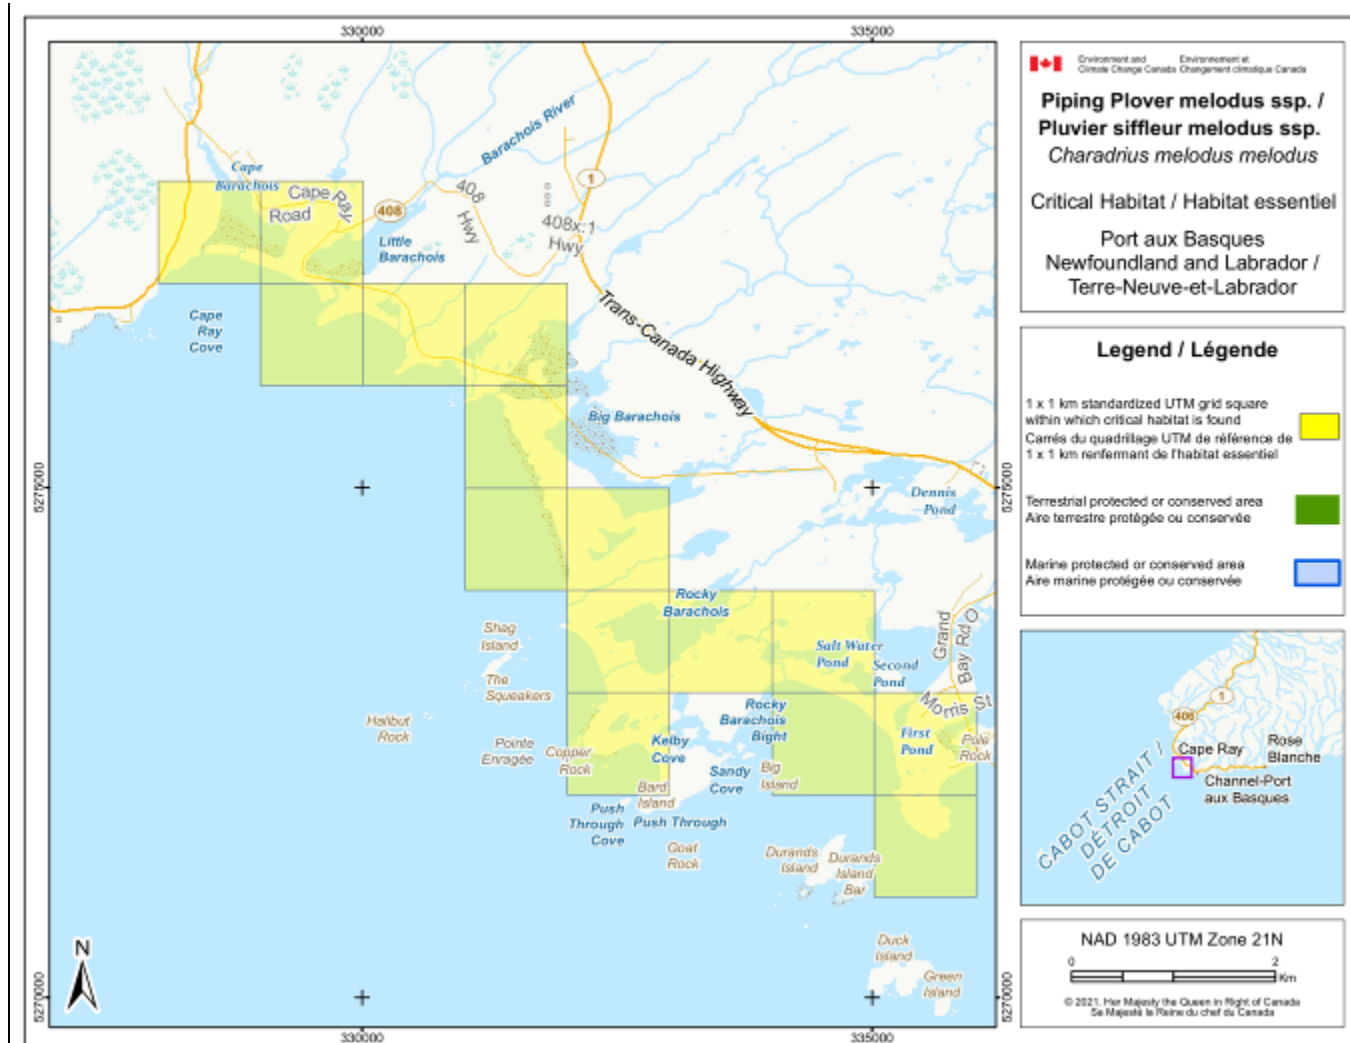 330000
335000
5275000
5270000
Cape
Barachois
Cape Ray
Road
408
Little
Barachois
Barachois River
408
Hwy
1
408x:1
Hwy
Trans-Canada Highway
Cape
Ray
Cove
Big Barachois
Dennis
Pond
Rocky
Barachois
Shag
Island
The
Squeakers
Halibut
Rock
Pointe
Enragée
Copper
Rock
Kelby
Cove
Rocky
Barachois
Bight
Salt Water
Pond
Second
Pond
Grand
Bay Rd
Morris St
First
Pond
Pole
Rock
Sandy
Cove
Big
Island
Bard
Island
Push
Through
Cove
Push Through
Goat
Rock
Durands
Island
Durands
Island
Bar
Duck
Island
Green
Island
N
5275000
5270000
330000
335000
Environment and
Climate Change Canada
Environnement et
Changement climatique Canada
Piping Plover melodus ssp. /
Pluvier siffleur melodus ssp.
Charadrius melodus melodus
Critical Habitat / Habitat essentiel
Port aux Basques
Newfoundland and Labrador /
Terre-Neuve-et-Labrador
Legend / Légende
1 x 1 km standardized UTM grid square
within which critical habitat is found
Carrés du quadrillage UTM de référence de
1 x 1 km renfermant de l'habitat essentiel
Terrestrial protected or conserved area
Aire terrestre protégée ou conservée
Marine protected or conserved area
Aire marine protégée ou conservée
1
408
Cape Ray
Rose
Blanche
Channel-Port
aux Basques
CABOT STRAIT /
DÉTROIT
DE CABOT
NAD 1983 UTM Zone 21N
0
2
Km
© 2021. Her Majesty the Queen in Right of Canada
Sa Majesté la Reine du chef du Canada